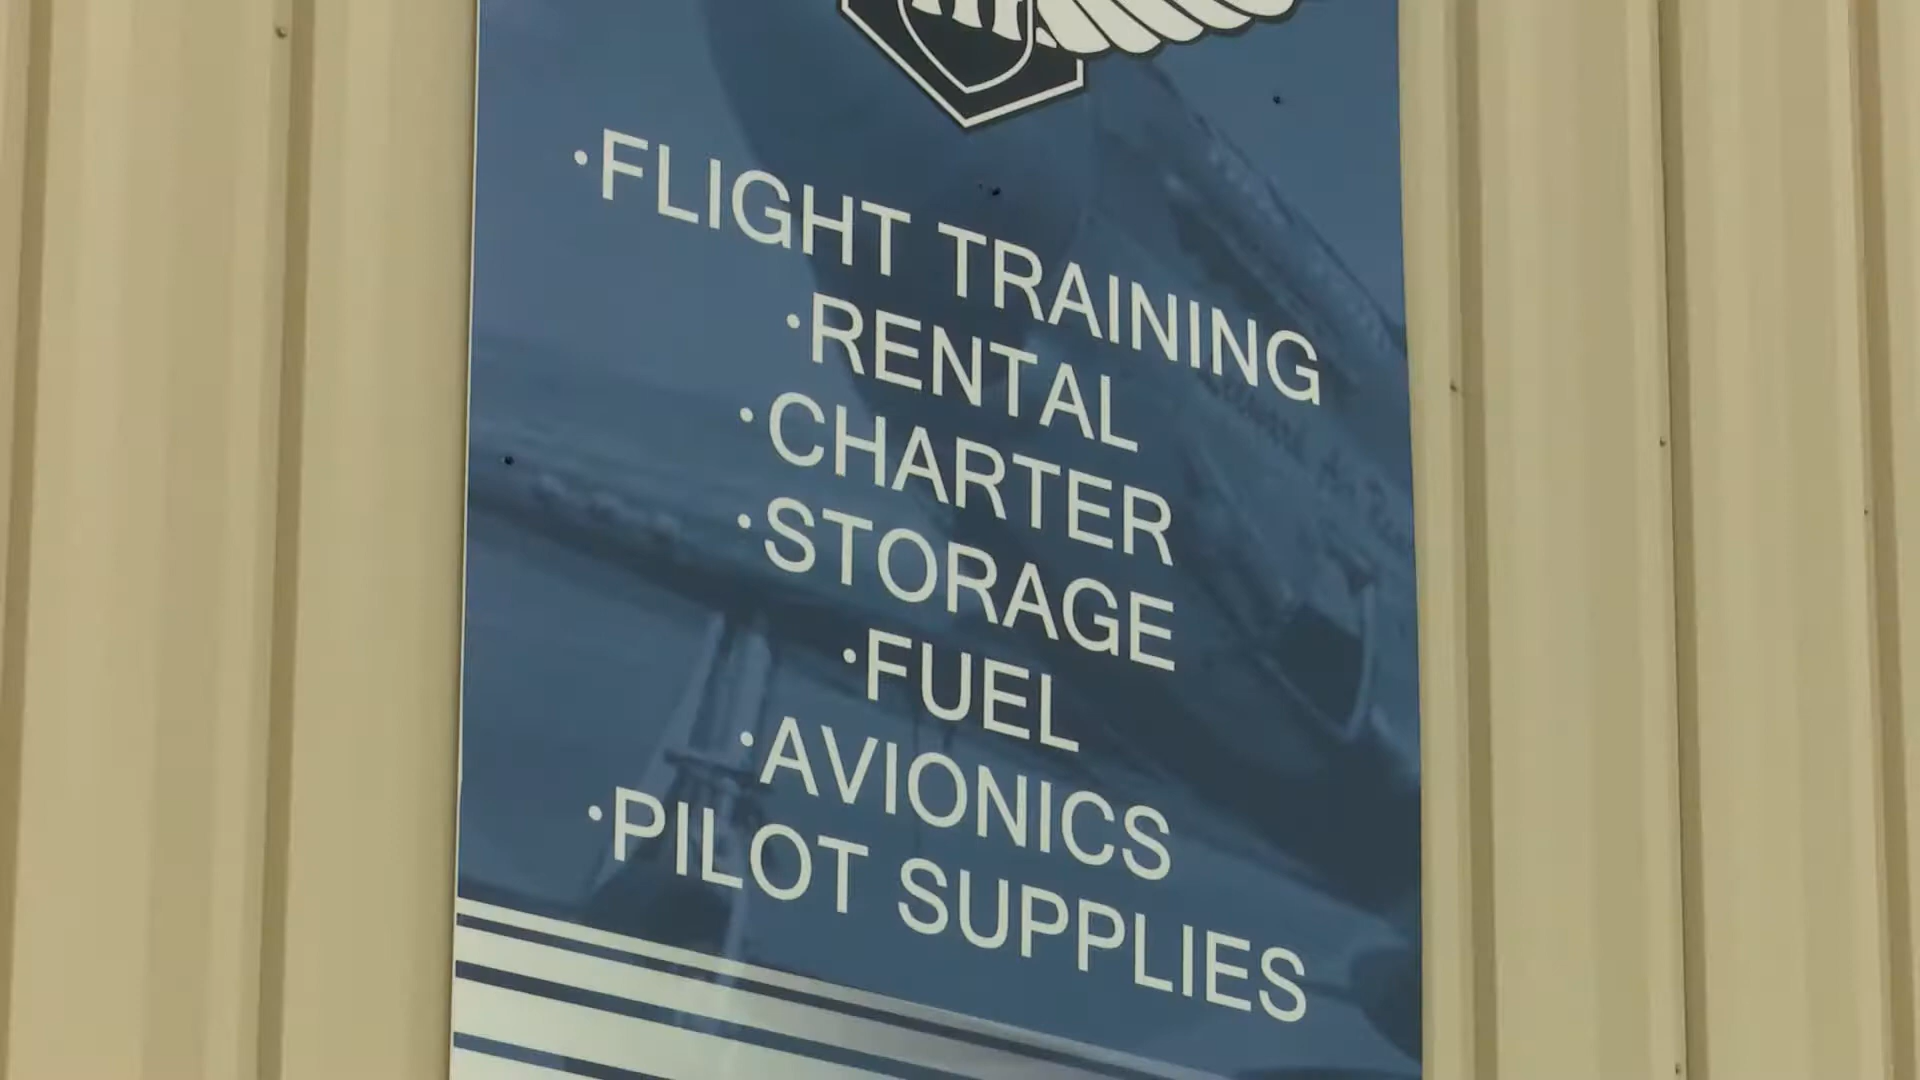 ·FLIGHT TRAINING
·RENTAL
·CHARTER
·STORAGE
·FUEL
·AVIONICS
·PILOT SUPPLIES